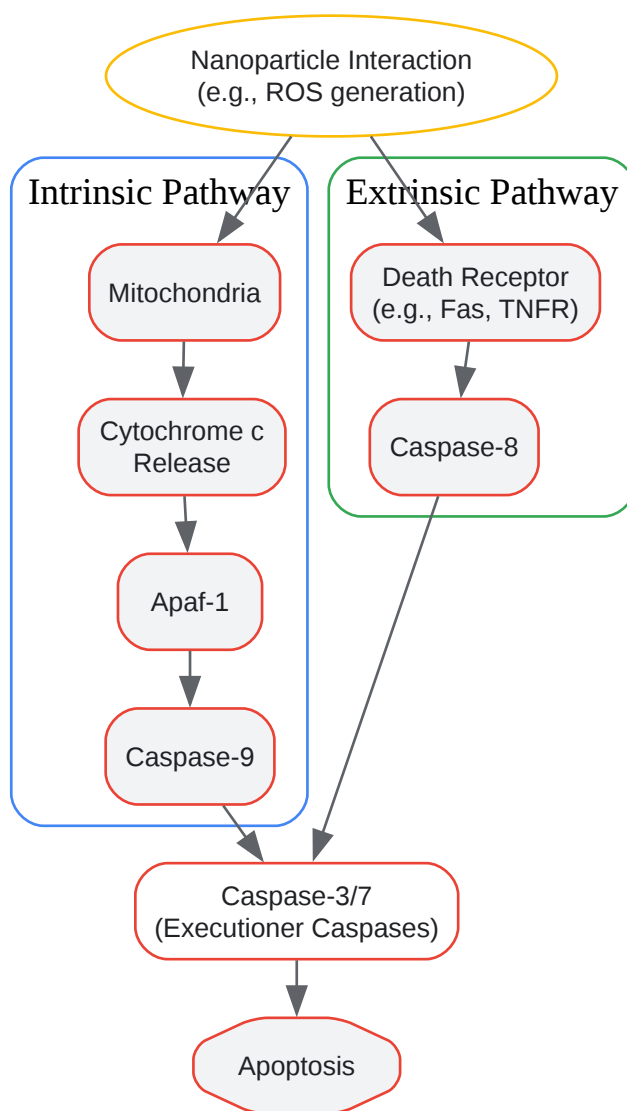 Nanoparticle Interaction
(e.g., ROS generation)
Intrinsic Pathway
Mitochondria
Cytochrome c
Release
Apaf-1
Caspase-9
Extrinsic Pathway
Death Receptor
(e.g., Fas, TNFR)
Caspase-8
Caspase-3/7
(Executioner Caspases)
Apoptosis